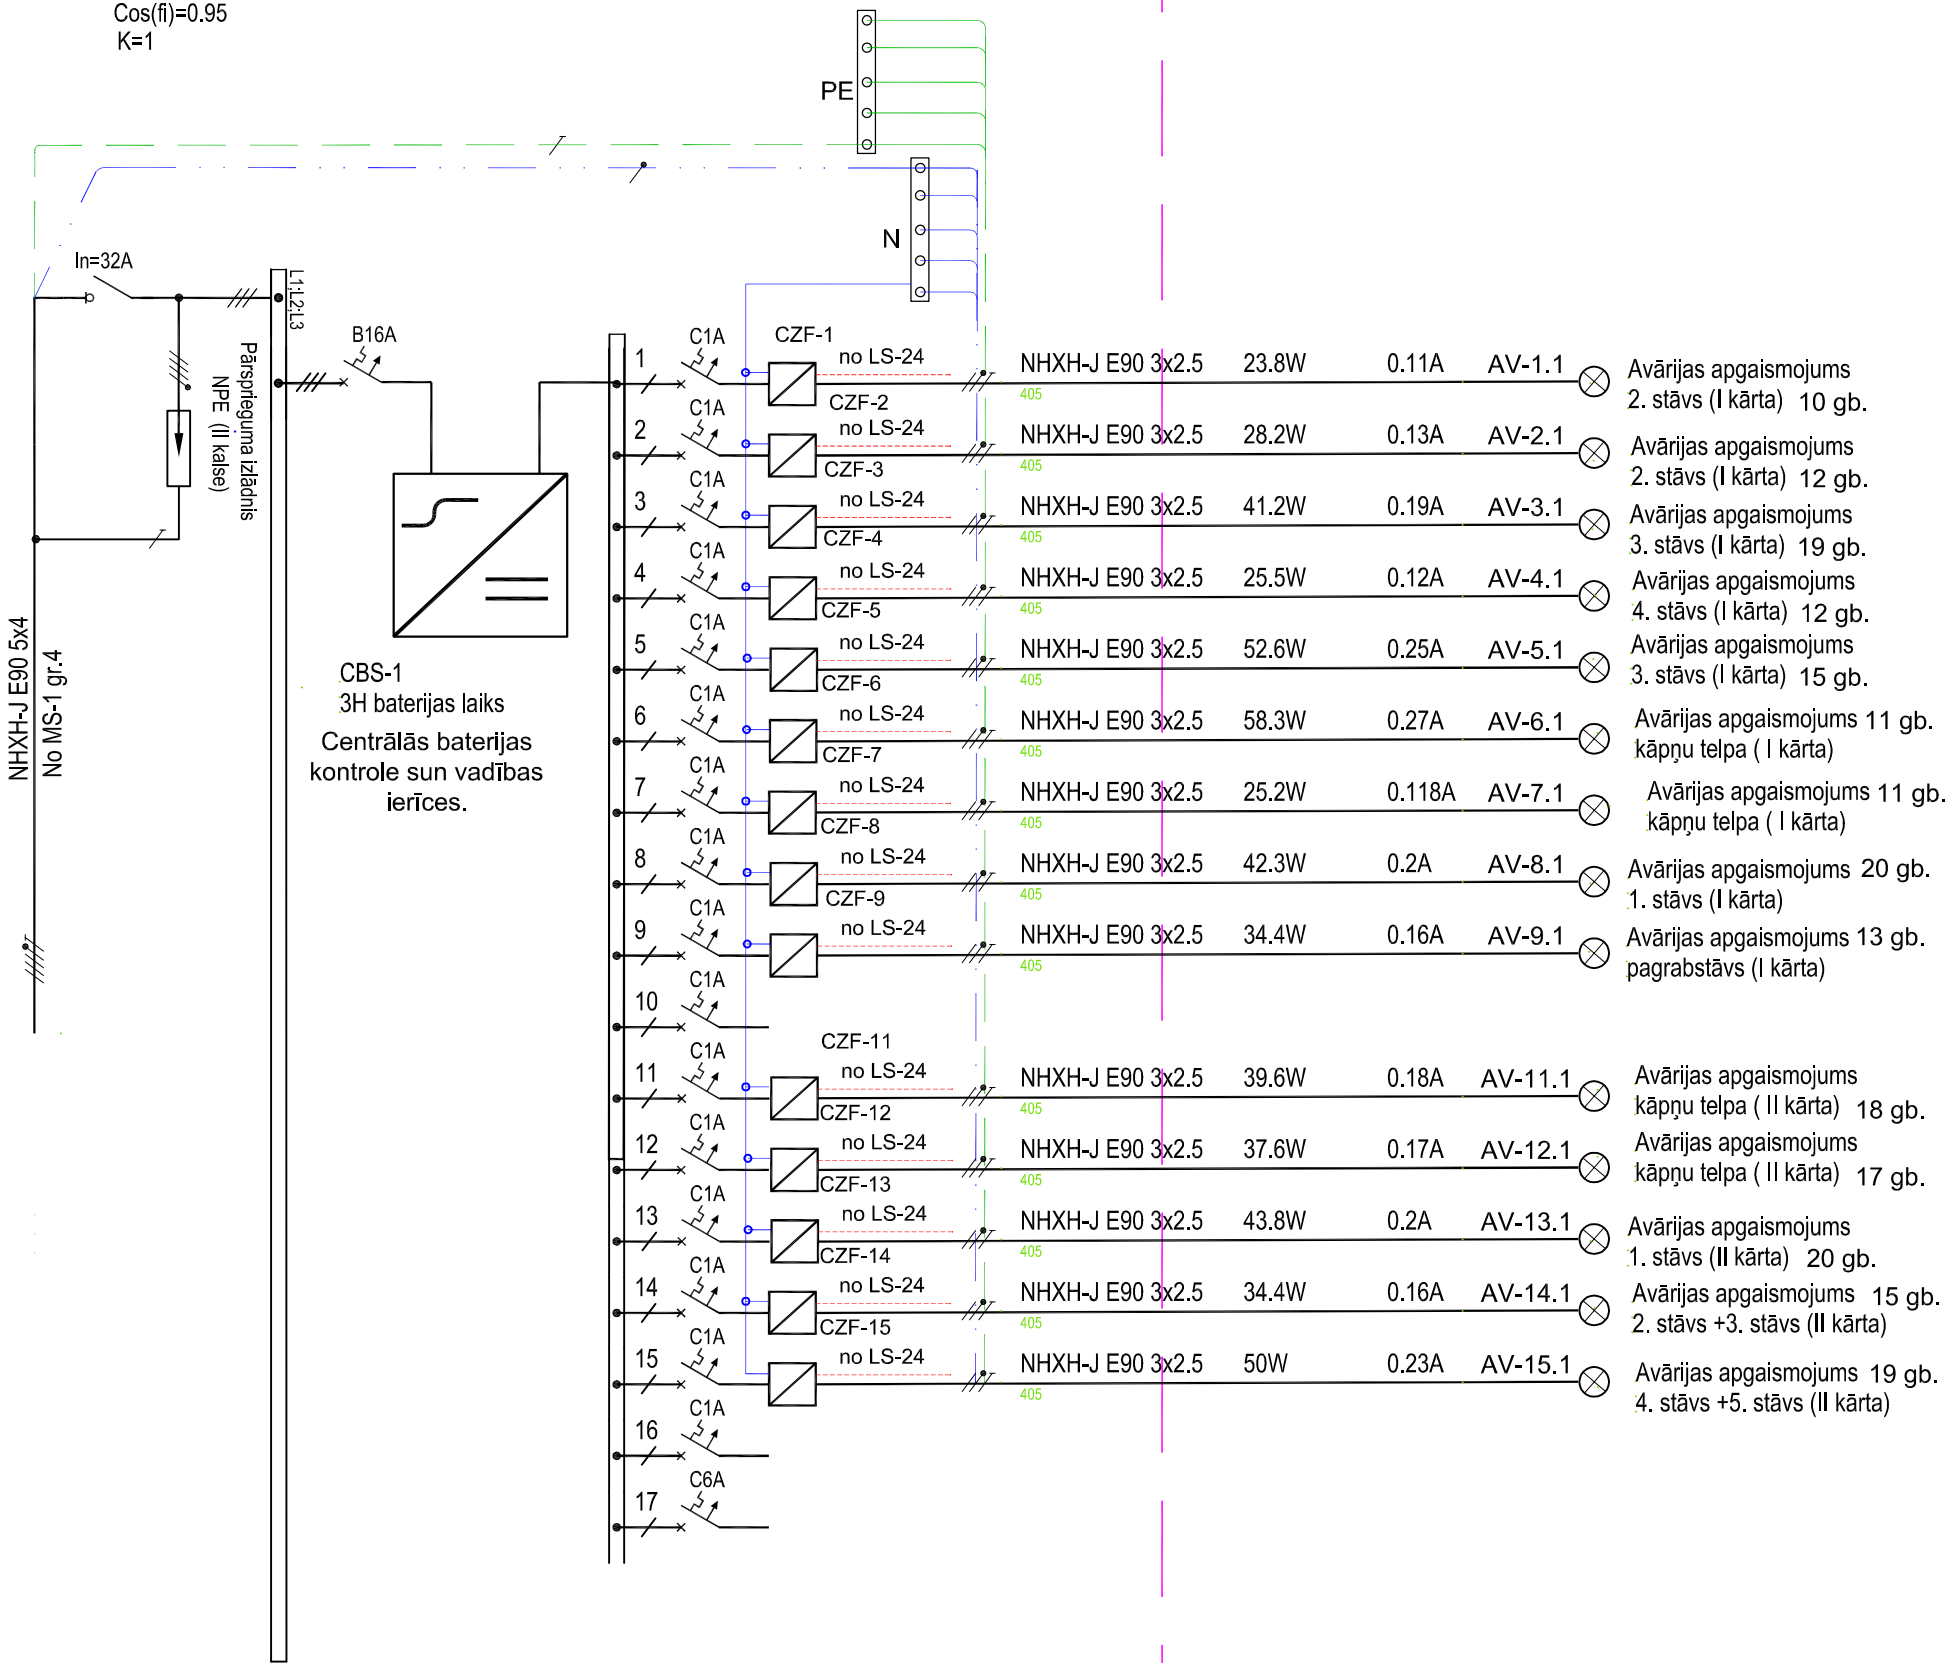 Cos(fi)=0.95
K=1
PE
N
In=32A
L1;L2;L3
Pārsprieguma izlādnis
NPE (II kalse)
B16A
NHXH-J E90 5x4
No MS-1 gr.4
CBS-1
3H baterijas laiks
Centrālās baterijas
kontrole sun vadības
ierīces.
1 C1A CZF-1 no LS-24 NHXH-J E90 3x2.5 23.8W 0.11A AV-1.1
405
Avārijas apgaismojums
2. stāvs (I kārta) 10 gb.
2 C1A CZF-2 no LS-24 NHXH-J E90 3x2.5 28.2W 0.13A AV-2.1
405
Avārijas apgaismojums
2. stāvs (I kārta) 12 gb.
3 C1A CZF-3 no LS-24 NHXH-J E90 3x2.5 41.2W 0.19A AV-3.1
405
Avārijas apgaismojums
3. stāvs (I kārta) 19 gb.
4 C1A CZF-4 no LS-24 NHXH-J E90 3x2.5 25.5W 0.12A AV-4.1
405
Avārijas apgaismojums
4. stāvs (I kārta) 12 gb.
5 C1A CZF-5 no LS-24 NHXH-J E90 3x2.5 52.6W 0.25A AV-5.1
405
Avārijas apgaismojums
3. stāvs (I kārta) 15 gb.
6 C1A CZF-6 no LS-24 NHXH-J E90 3x2.5 58.3W 0.27A AV-6.1
405
Avārijas apgaismojums 11 gb.
kāpņu telpa ( I kārta)
7 C1A CZF-7 no LS-24 NHXH-J E90 3x2.5 25.2W 0.118A AV-7.1
405
Avārijas apgaismojums 11 gb.
kāpņu telpa ( I kārta)
8 C1A CZF-8 no LS-24 NHXH-J E90 3x2.5 42.3W 0.2A AV-8.1
405
Avārijas apgaismojums 20 gb.
1. stāvs (I kārta)
9 C1A CZF-9 no LS-24 NHXH-J E90 3x2.5 34.4W 0.16A AV-9.1
405
Avārijas apgaismojums 13 gb.
pagrabstāvs (I kārta)
10 C1A
11 C1A CZF-11 no LS-24 NHXH-J E90 3x2.5 39.6W 0.18A AV-11.1
405
Avārijas apgaismojums
kāpņu telpa ( II kārta) 18 gb.
12 C1A CZF-12 no LS-24 NHXH-J E90 3x2.5 37.6W 0.17A AV-12.1
405
Avārijas apgaismojums
kāpņu telpa ( II kārta) 17 gb.
13 C1A CZF-13 no LS-24 NHXH-J E90 3x2.5 43.8W 0.2A AV-13.1
405
Avārijas apgaismojums
1. stāvs (II kārta) 20 gb.
14 C1A CZF-14 no LS-24 NHXH-J E90 3x2.5 34.4W 0.16A AV-14.1
405
Avārijas apgaismojums 15 gb.
2. stāvs +3. stāvs (II kārta)
15 C1A CZF-15 no LS-24 NHXH-J E90 3x2.5 50W 0.23A AV-15.1
405
Avārijas apgaismojums 19 gb.
4. stāvs +5. stāvs (II kārta)
16 C1A
17 C6A